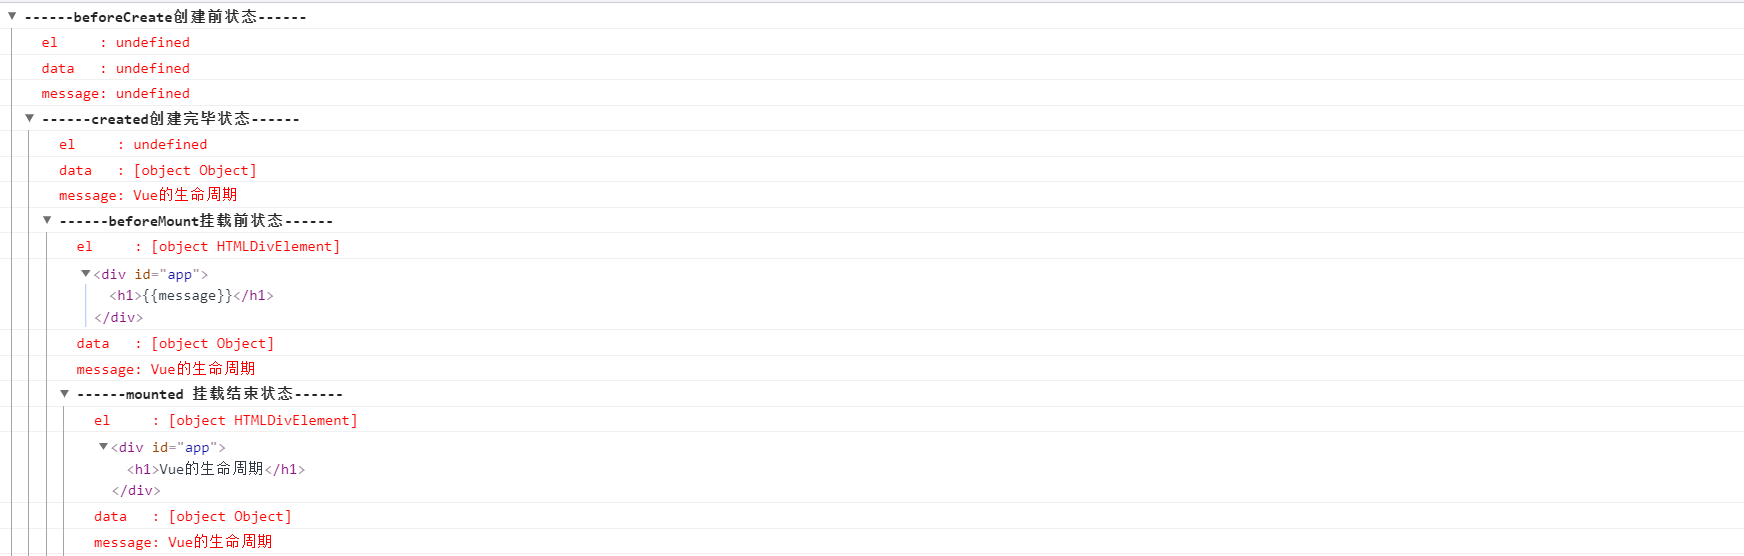 ------beforeCreate创建前状态------
el     : undefined
data   : undefined
message: undefined
------created创建完毕状态------
el     : undefined
data   : [object Object]
message: Vue的生命周期
------beforeMount挂载前状态------
el     : [object HTMLDivElement]
<div id="app">
<h1>{{message}}</h1>
</div>
data   : [object Object]
message: Vue的生命周期
------mounted 挂载结束状态------
el     : [object HTMLDivElement]
<div id="app">
<h1>Vue的生命周期</h1>
</div>
data   : [object Object]
message: Vue的生命周期